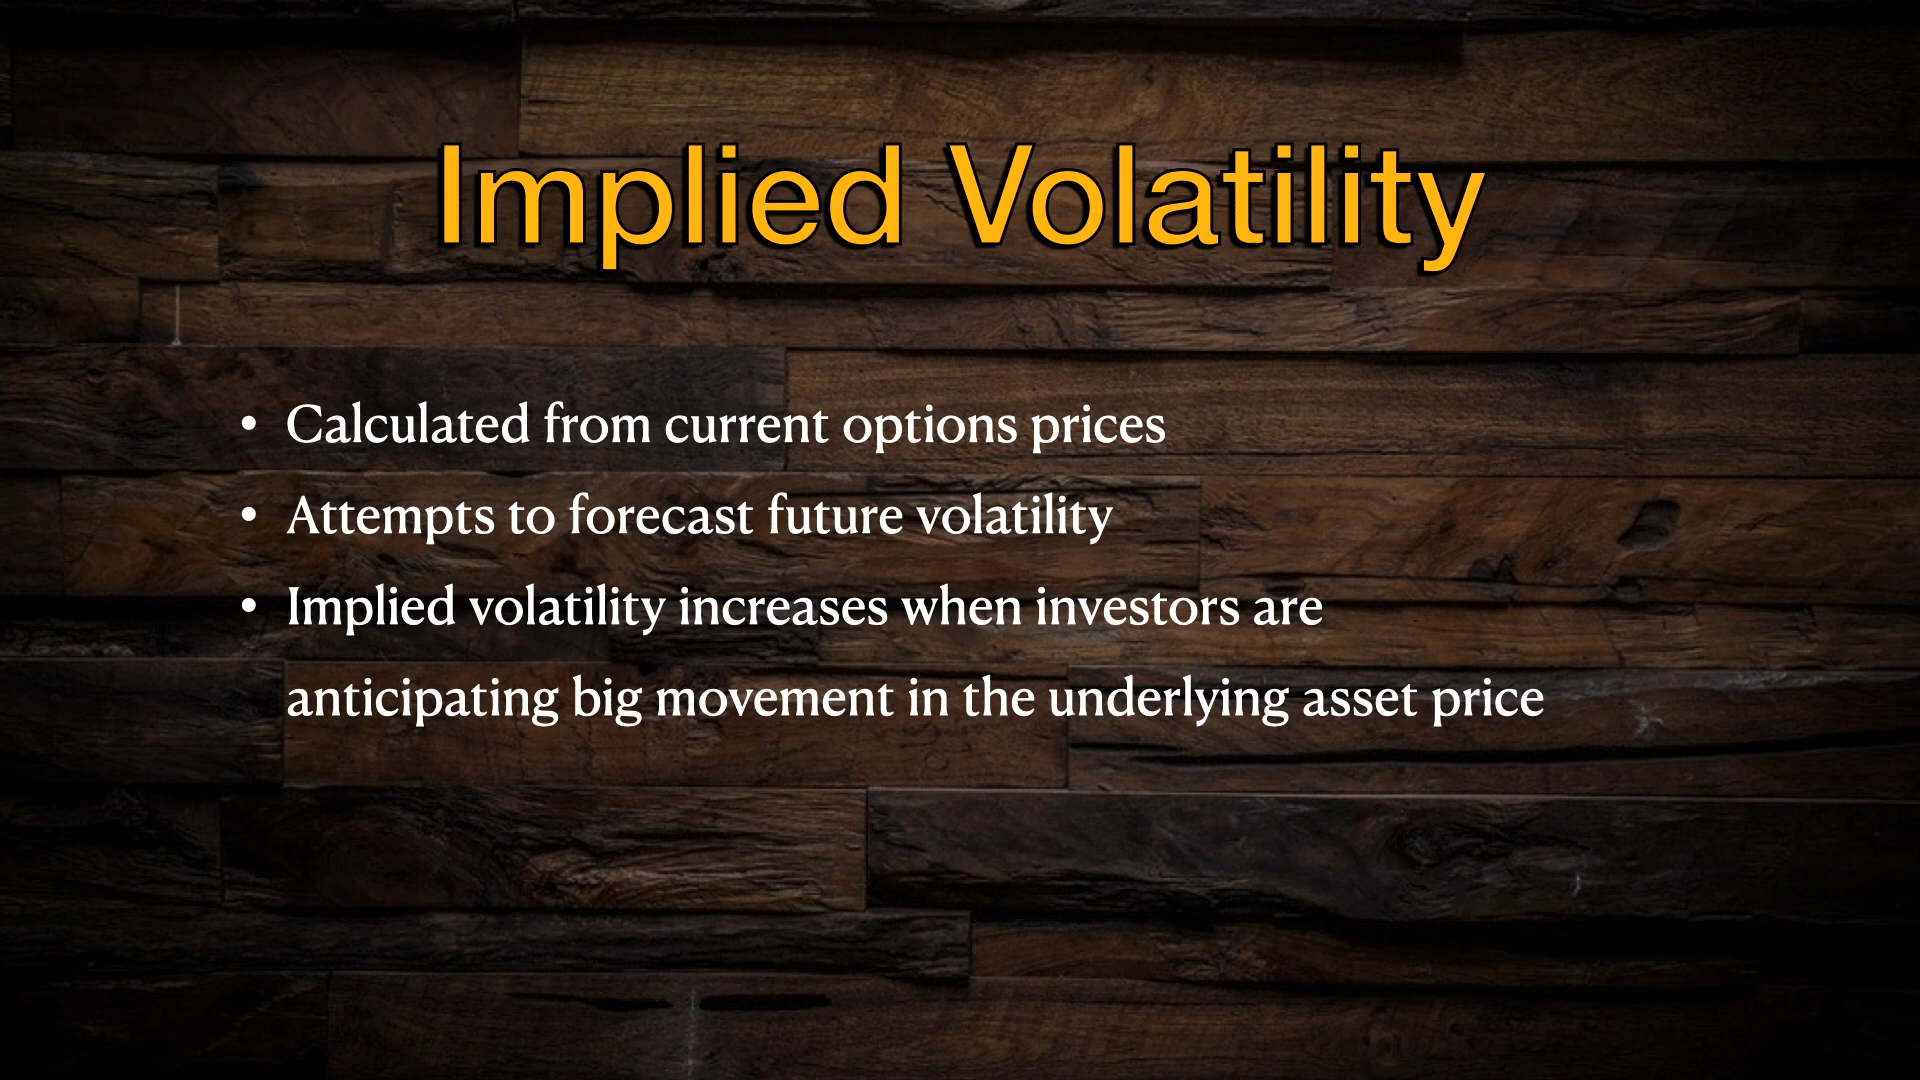 Implied Volatility
• Calculated from current options prices
• Attempts to forecast future volatility
• Implied volatility increases when investors are
anticipating big movement in the underlying asset price